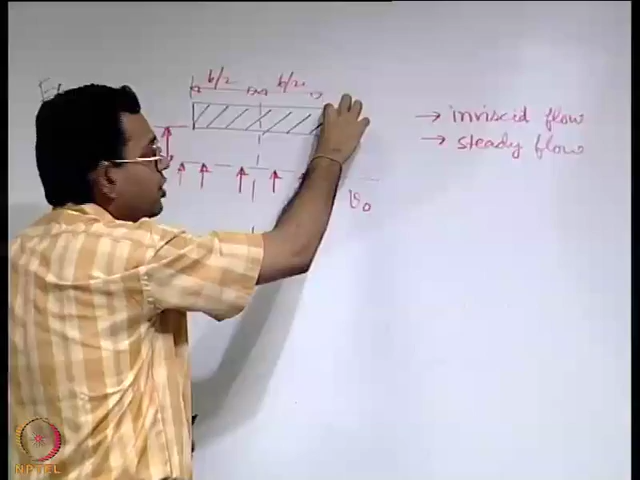 b/2 b/2
→ inviscid flow
→ steady flow
v₀
NPTEL